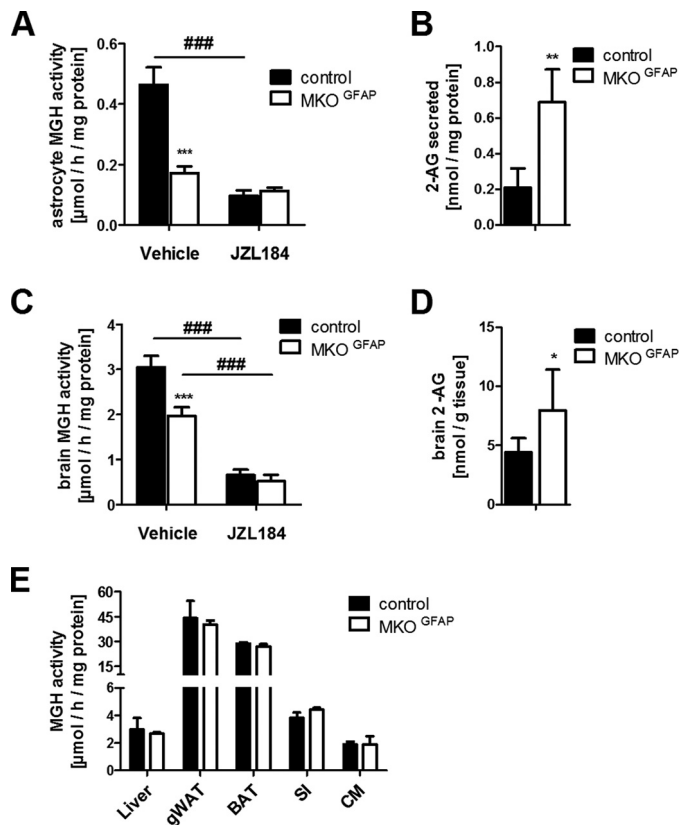 A
astrocyte MGH activity
[µmol / h / mg protein]
0.6
0.4
0.2
0.0
###
***
control
MKO GFAP
Vehicle
JZL184
B
2-AG secreted
[nmol / mg protein]
1.0
0.8
0.6
0.4
0.2
0.0
**
control
MKO GFAP
C
brain MGH activity
[µmol / h / mg protein]
4
3
2
1
0
###
###
***
control
MKO GFAP
Vehicle
JZL184
D
brain 2-AG
[nmol / g tissue]
15
10
5
0
*
control
MKO GFAP
E
MGH activity
[µmol / h / mg protein]
60
45
30
15
6
4
2
0
control
MKO GFAP
Liver
gWAT
BAT
SI
CM